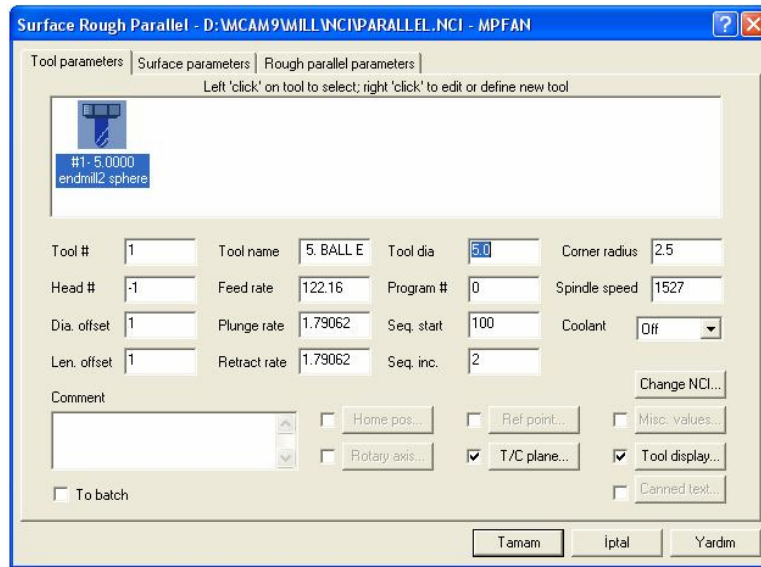 Surface Rough Parallel - D:\MCAM9\MILL\NCI\PARALLEL.NCI - MPFAN
Tool parameters Surface parameters Rough parallel parameters
Left 'click' on tool to select; right 'click' to edit or define new tool
#1- 5.0000
endmill2 sphere
Tool # 1 Tool name 5. BALL E Tool dia 5.0 Corner radius 2.5
Head # -1 Feed rate 122.16 Program # 0 Spindle speed 1527
Dia. offset 1 Plunge rate 1.79062 Seq. start 100 Coolant Off
Len. offset 1 Retract rate 1.79062 Seq. inc. 2
Change NCI...
Comment
Home pos... Ref point... Misc. values...
Rotary axis... T/C plane... Tool display...
To batch Canned text...
Tamam İptal Yardım